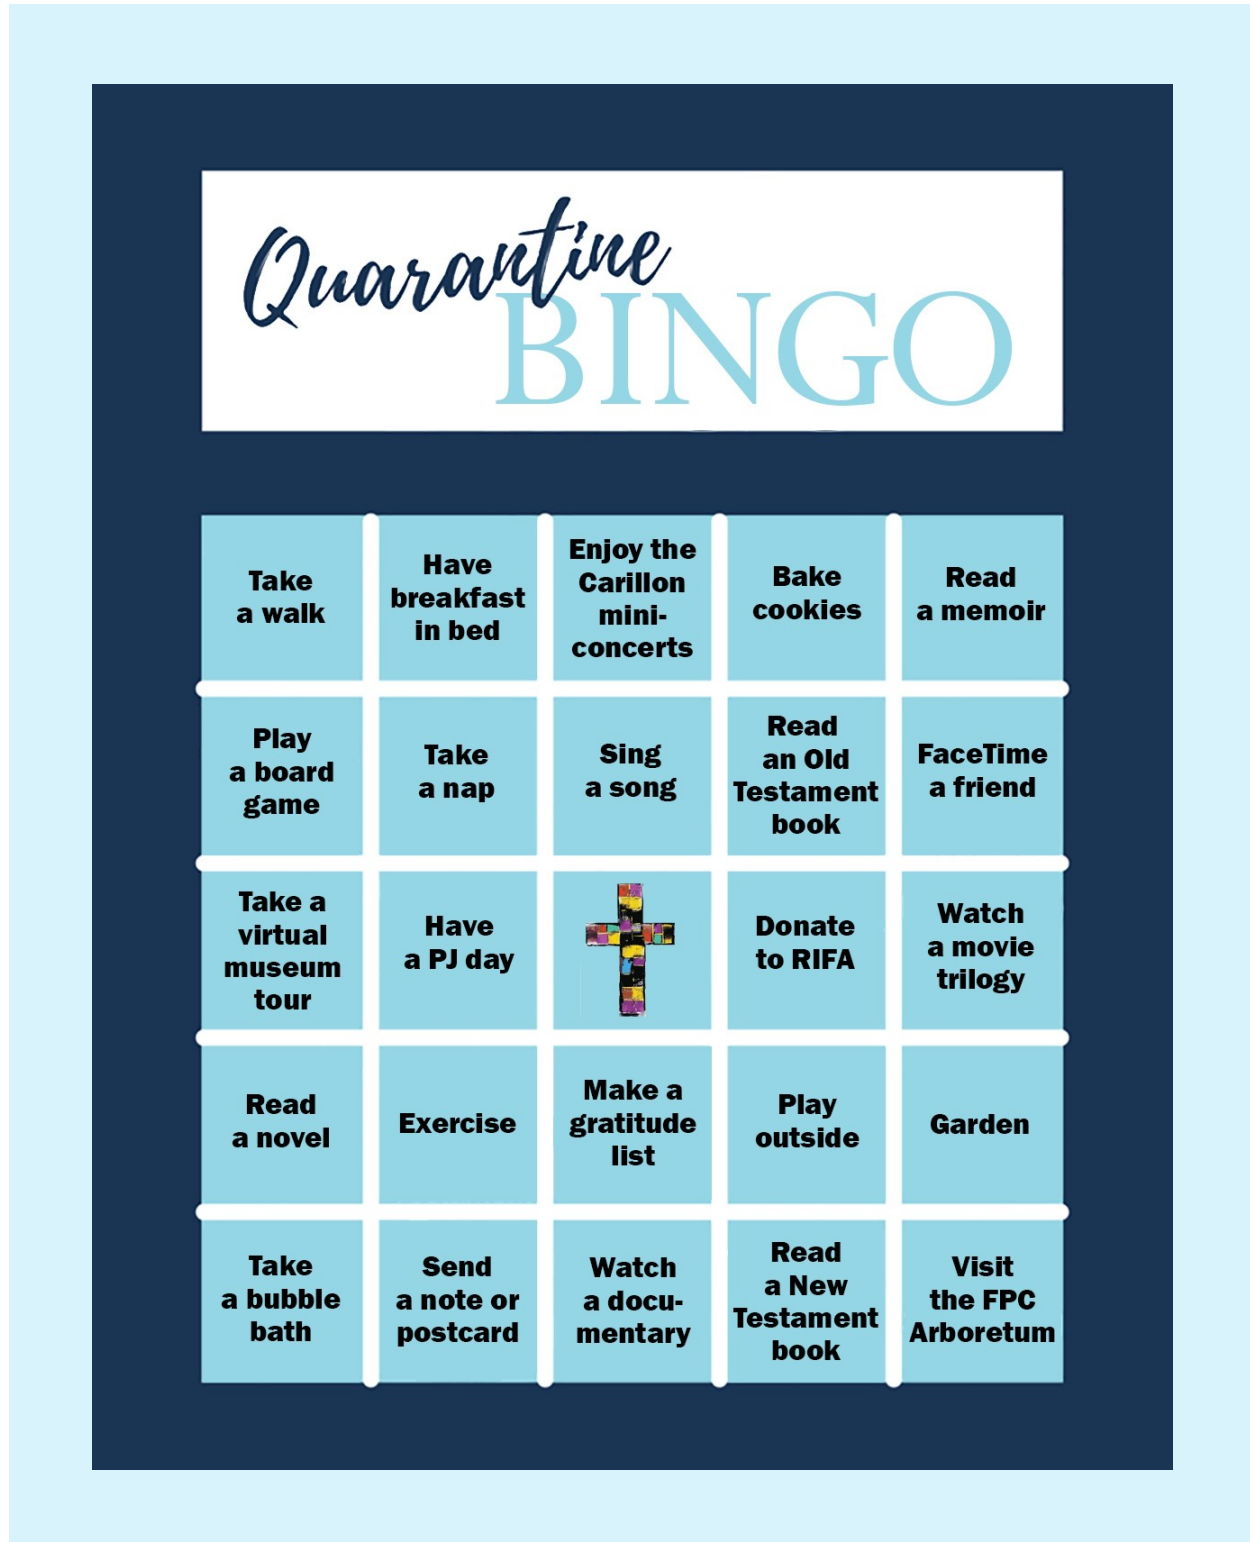 Quarantine
BINGO
Take
a walk
Have
breakfast
in bed
Enjoy the
Carillon
mini-
concerts
Bake
cookies
Read
a memoir
Play
a board
game
Take
a nap
Sing
a song
Read
an Old
Testament
book
FaceTime
a friend
Take a
virtual
museum
tour
Have
a PJ day
Donate
to RIFA
Watch
a movie
trilogy
Read
a novel
Exercise
Make a
gratitude
list
Play
outside
Garden
Take
a bubble
bath
Send
a note or
postcard
Watch
a docu-
mentary
Read
a New
Testament
book
Visit
the FPC
Arboretum